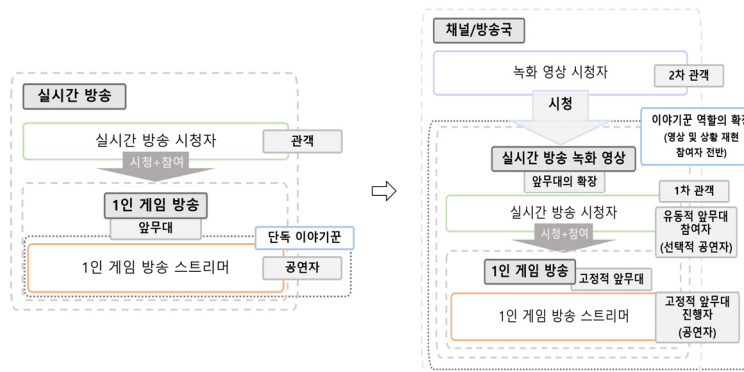 실시간 방송
실시간 방송 시청자
관객
시청+참여
1인 게임 방송
앞무대
단독 이야기꾼
1인 게임 방송 스트리머
공연자
채널/방송국
녹화 영상 시청자
2차 관객
시청
이야기꾼 역할의 확장
(영상 및 상황 재현
참여자 전반)
실시간 방송 녹화 영상
앞무대의 확장
1차 관객
실시간 방송 시청자
유동적 앞무대
참여자
(선택적 공연자)
시청+참여
1인 게임 방송
고정적 앞무대
1인 게임 방송 스트리머
고정적 앞무대
진행자
(공연자)